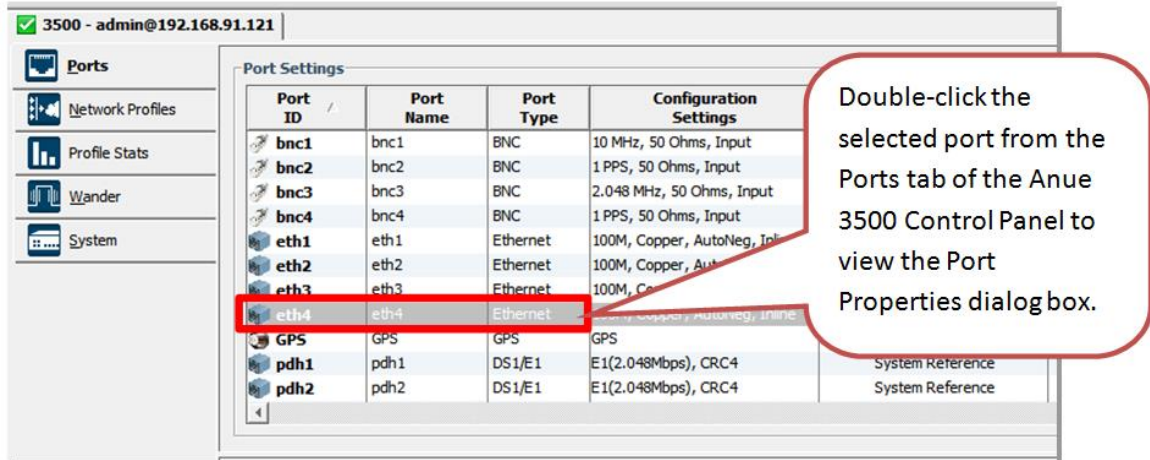 3500 - admin@192.168.91.121
Ports
Network Profiles
Profile Stats
Wander
System
Port Settings
Port ID Port Name Port Type Configuration Settings
bnc1 bnc1 BNC 10 MHz, 50 Ohms, Input
bnc2 bnc2 BNC 1 PPS, 50 Ohms, Input
bnc3 bnc3 BNC 2.048 MHz, 50 Ohms, Input
bnc4 bnc4 BNC 1 PPS, 50 Ohms, Input
eth1 eth1 Ethernet 100M, Copper, AutoNeg,
eth2 eth2 Ethernet 100M, Copper,
eth3 eth3 Ethernet 100M,
eth4 eth4 Ethernet Copper, AutoNeg, Inline
GPS GPS GPS GPS
pdh1 pdh1 DS1/E1 E1(2.048Mbps), CRC4 System Reference
pdh2 pdh2 DS1/E1 E1(2.048Mbps), CRC4 System Reference
Double-click the
selected port from the
Ports tab of the Anue
3500 Control Panel to
view the Port
Properties dialog box.